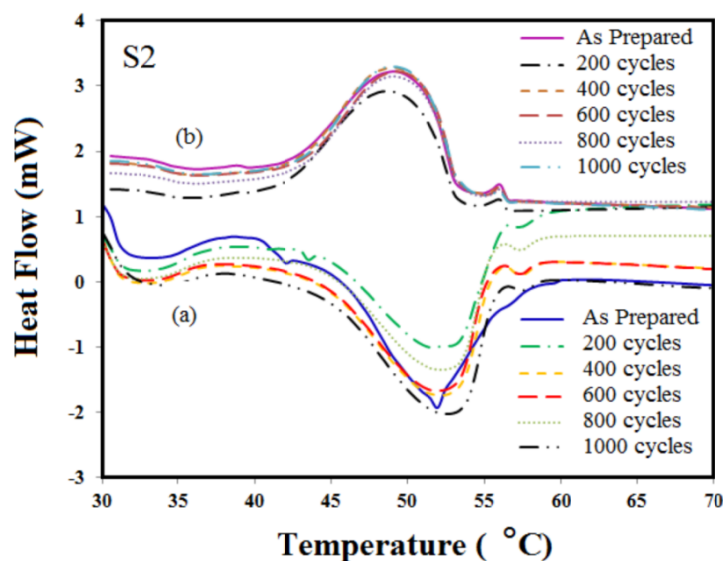 S2
4
3
2
1
0
-1
-2
-3
Heat Flow (mW)
(b)
As Prepared
200 cycles
400 cycles
600 cycles
800 cycles
1000 cycles
(a)
As Prepared
200 cycles
400 cycles
600 cycles
800 cycles
1000 cycles
30 35 40 45 50 55 60 65 70
Temperature ( °C)